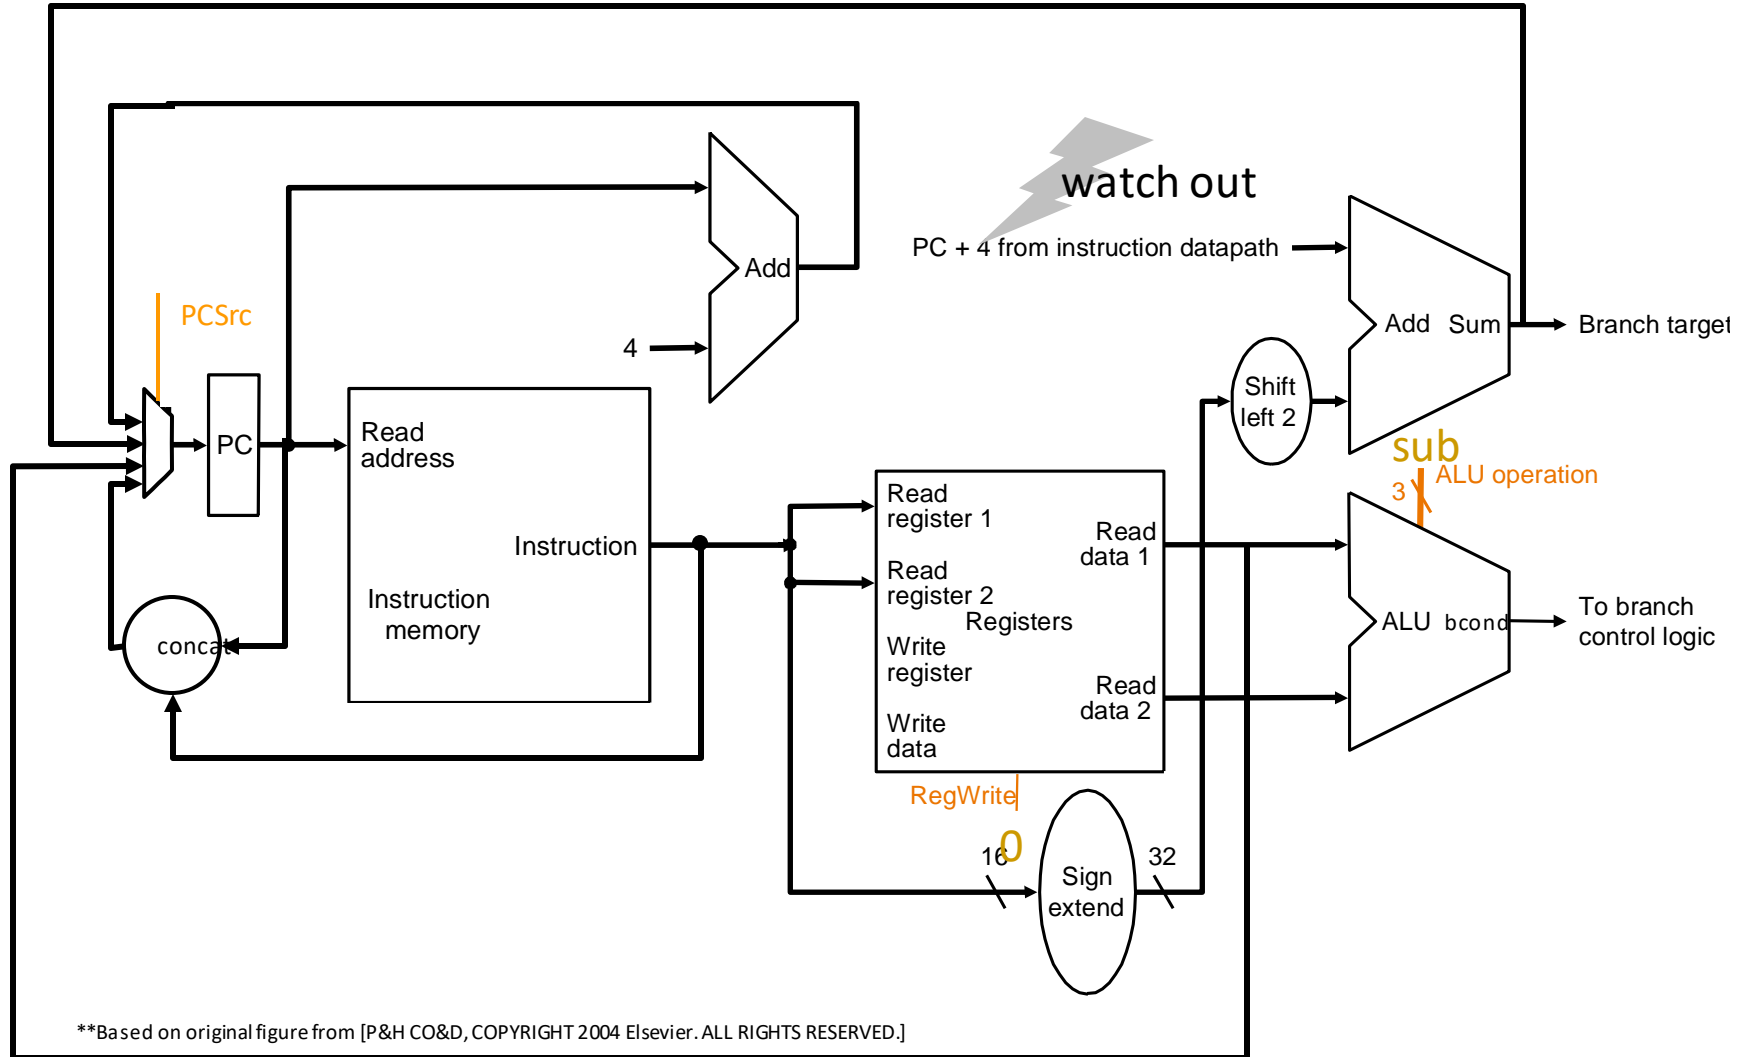 watch out
PC + 4 from instruction datapath
Add
PCSrc
4
Add Sum
Branch target
Shift
left 2
PC
Read
address
sub
ALU operation
3
Read
register 1
Instruction
Read
data 1
Read
register 2
Instruction
memory
Registers
ALU bcond
To branch
control logic
concat
Write
register
Read
data 2
Write
data
RegWrite
0
16
32
Sign
extend
**Based on original figure from [P&H CO&D, COPYRIGHT 2004 Elsevier. ALL RIGHTS RESERVED.]